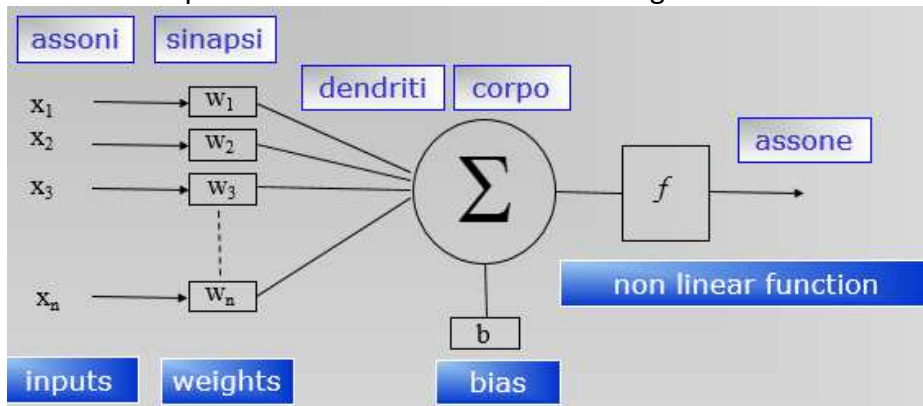 assoni sinapsi
dendriti corpo
assone
x1 w1
x2 w2
x3 w3
xn wn
Σ
f
b
non linear function
inputs weights bias